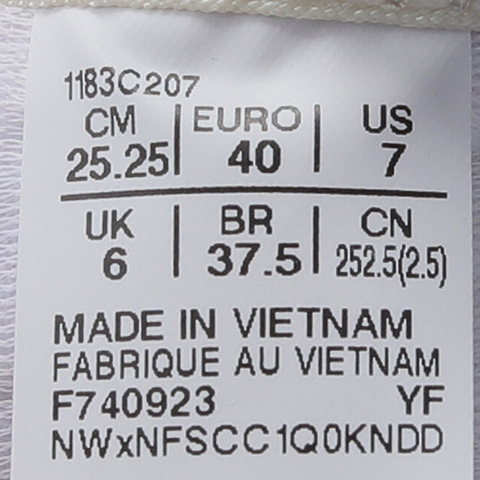 1183C207
CM | EURO | US
25.25 | 40 | 7
UK | BR | CN
6 | 37.5 | 252.5(2.5)
MADE IN VIETNAM
FABRIQUE AU VIETNAM
F740923 YF
NWxNFSCC1Q0KNDD